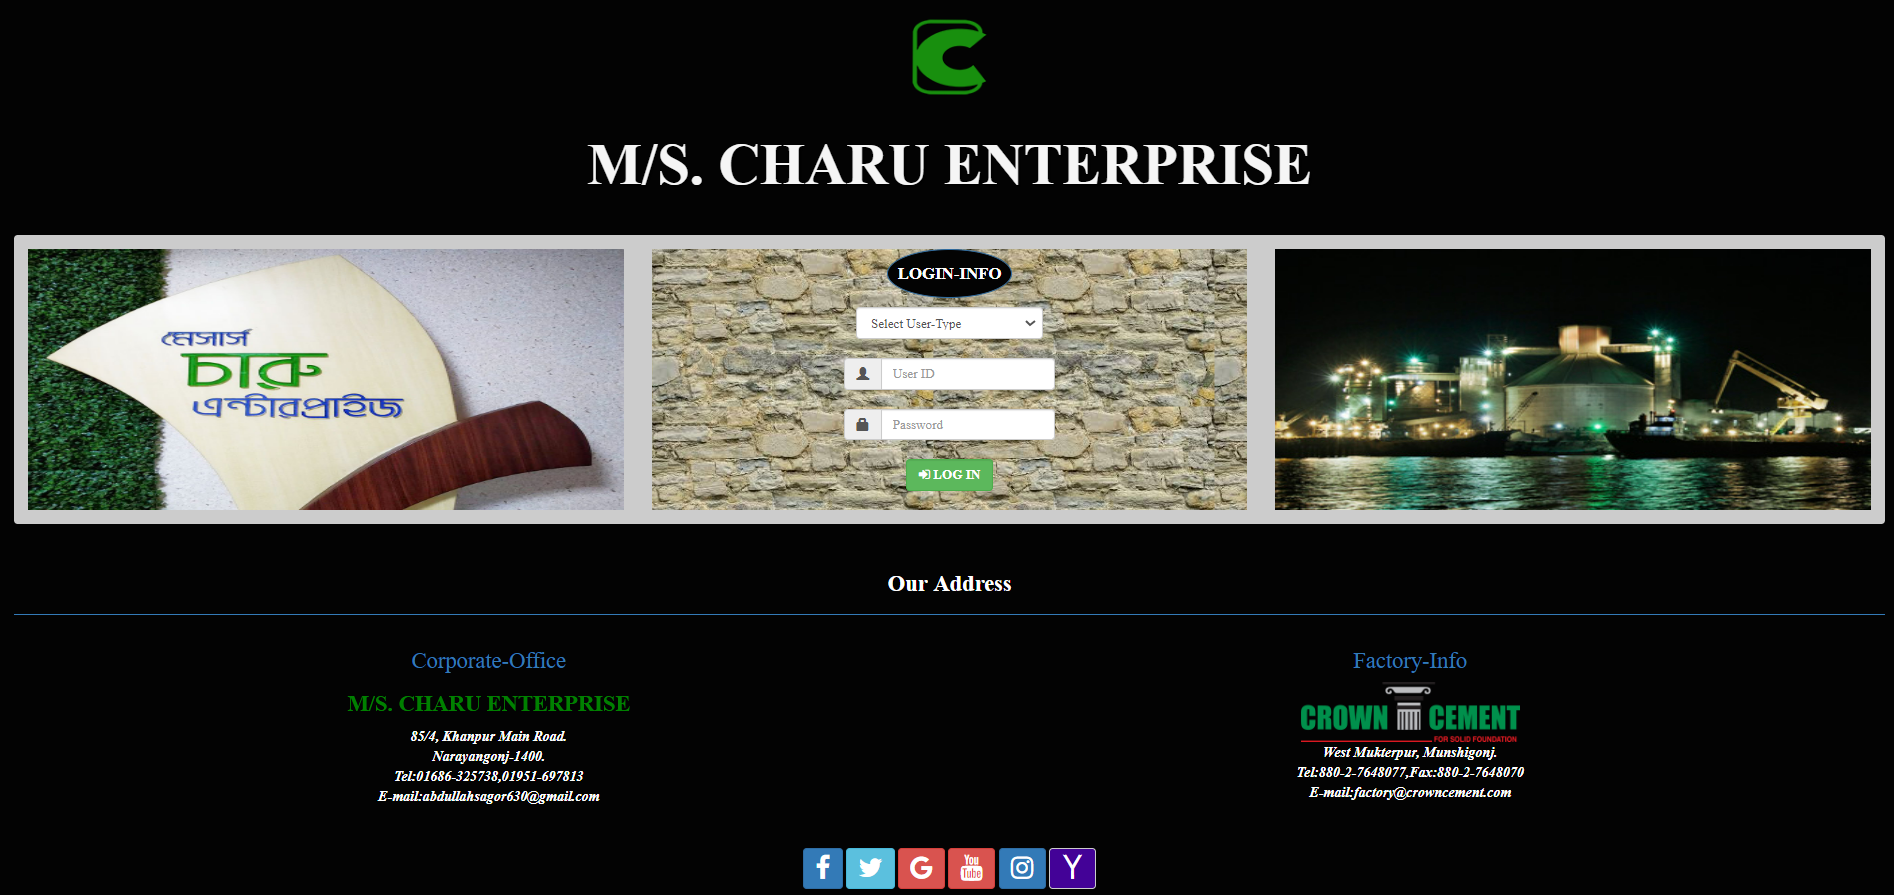 M/S. CHARU ENTERPRISE
মেসার্স
চারু
এন্টারপ্রাইজ
LOGIN-INFO
Select User-Type
User ID
Password
LOG IN
Our Address
Corporate-Office
M/S. CHARU ENTERPRISE
85/4, Khanpur Main Road.
Narayangonj-1400.
Tel:01686-325738,01951-697813
E-mail:abdullahsagor630@gmail.com
Factory-Info
CROWN CEMENT
FOR SOLID FOUNDATION
West Mukterpur, Munshigonj.
Tel:880-2-7648077,Fax:880-2-7648070
E-mail:factory@crowncement.com
You
Tube